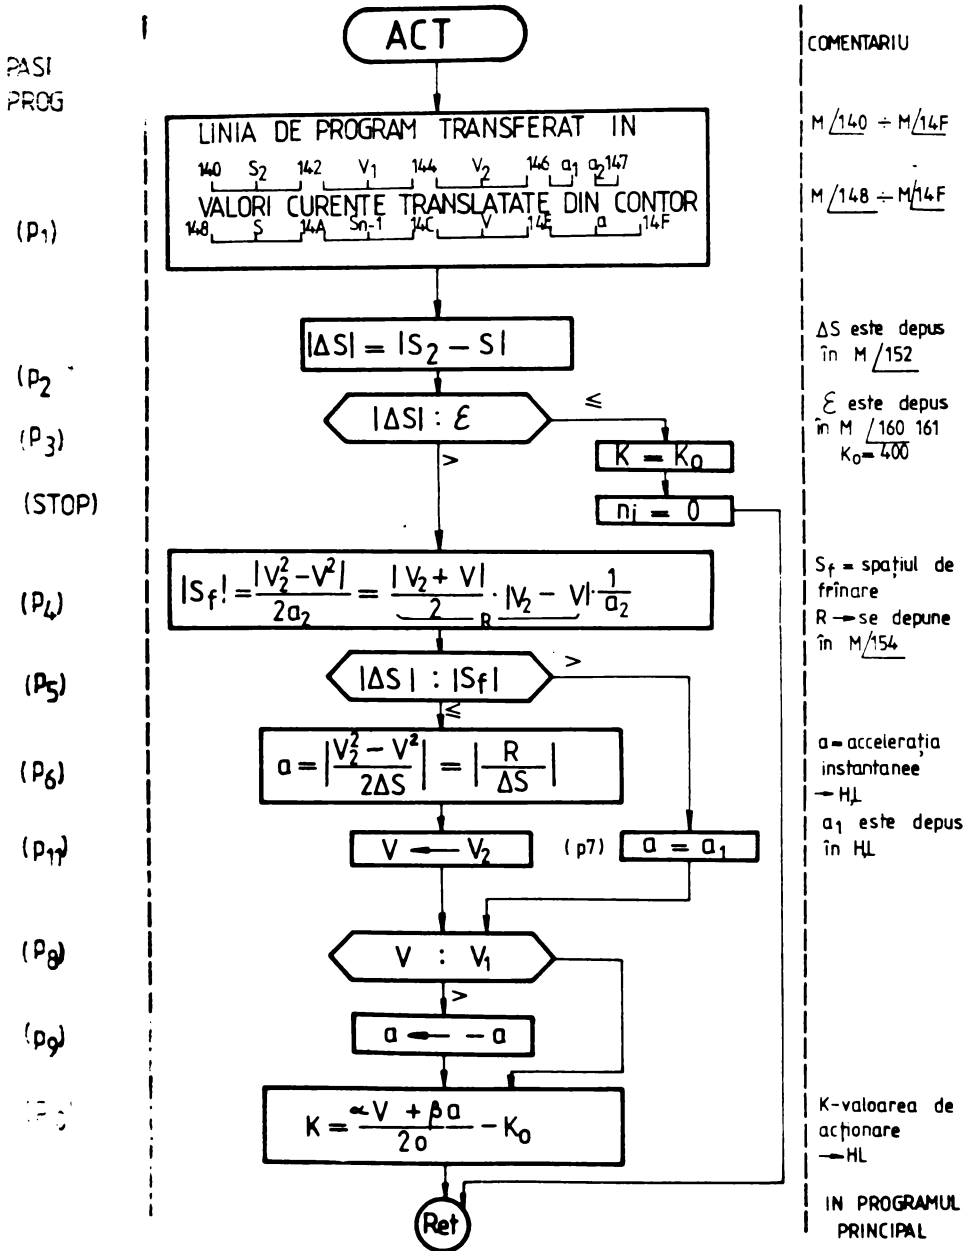 ACT
COMENTARIU
PASI
PROG
LINIA DE PROGRAM TRANSFERAT IN
M/140 ÷ M/14F
140 S₂ 142 V₁ 144 V₂ 146 a₁ a₂ 147
VALORI CURENTE TRANSLATATE DIN CONTOR
M/148 ÷ M/14F
(P1)
148 S 14A Sn-1 14C V 14E a 14F
|ΔS| = |S₂ − S|
ΔS este depus
în M/152
(P2
|ΔS| : Ɛ
≤
Ɛ este depus
în M /160 161
K₀= 400
(P3)
>
K = K₀
(STOP)
ni = 0
|Sf| = |V₂² − V²| / 2a₂ = |V₂ + V| / 2 · |V₂ − V| · 1/a₂
R
Sf = spațiul de
frînare
R → se depune
în M/154
(P4)
|ΔS| : |Sf|
>
(P5)
≤
a = |V₂² − V² / 2ΔS| = |R / ΔS|
a = accelerația
instantanee
→ HL
(P6)
a₁ este depus
în HL
(P11)
V ← V₂
(p7)
a = a₁
(P8)
V : V₁
>
(P9)
a ← − a
K = αV + βa / 20 − K₀
K-valoarea de
acționare
→ HL
Ret
IN PROGRAMUL
PRINCIPAL